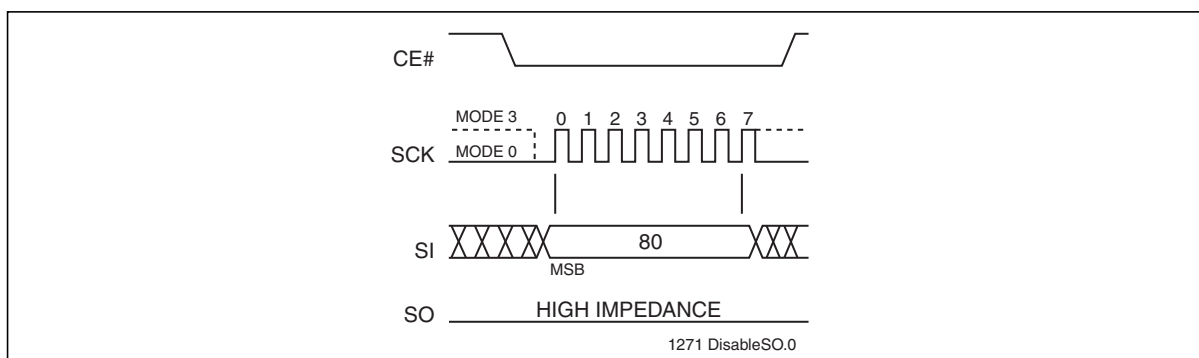 CE#
MODE 3
0 1 2 3 4 5 6 7
SCK
MODE 0
SI
80
MSB
SO
HIGH IMPEDANCE
1271 DisableSO.0